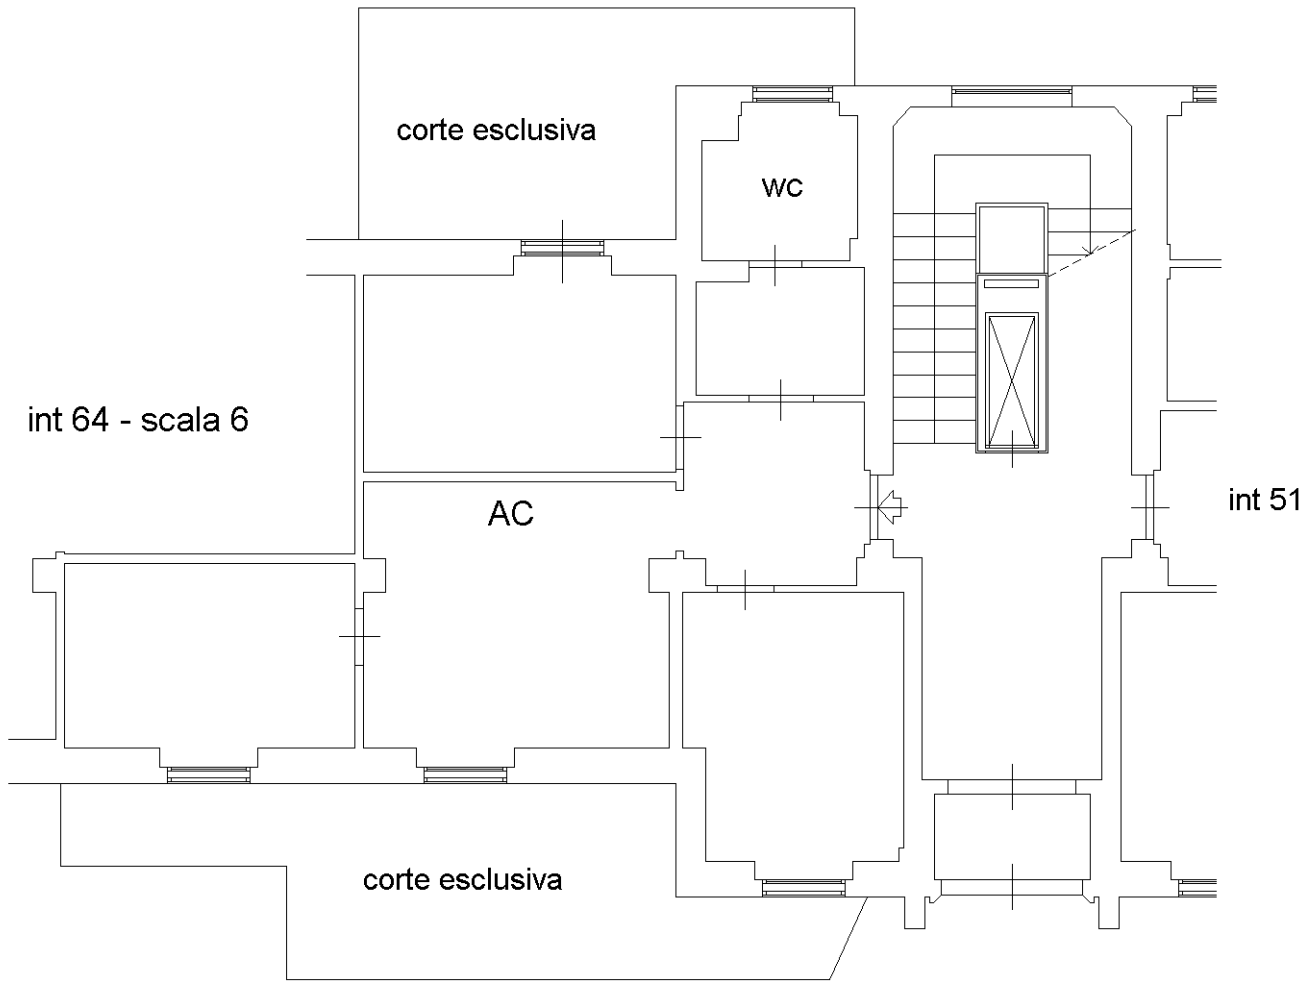 corte esclusiva
wc
int 64 - scala 6
int 51
AC
corte esclusiva